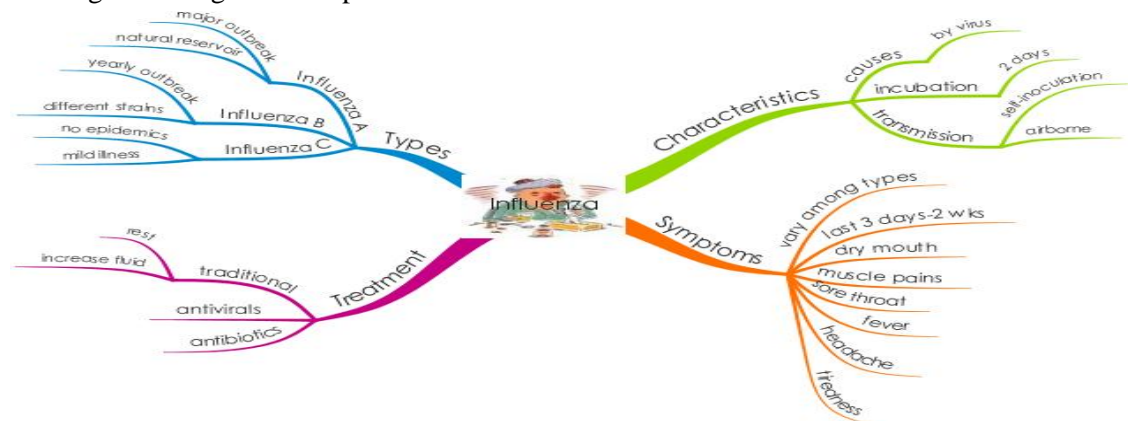 major outbreak
natural reservoir
Influenza A
yearly outbreak
different strains
Influenza B
no epidemics
mild illness
Influenza C
Types
Influenza
Characteristics
causes
by virus
incubation
2 days
transmission
self-inoculation
airborne
Symptoms
vary among types
last 3 days-2 wks
dry mouth
muscle pains
sore throat
fever
headache
tiredness
Treatment
traditional
rest
increase fluid
antivirals
antibiotics